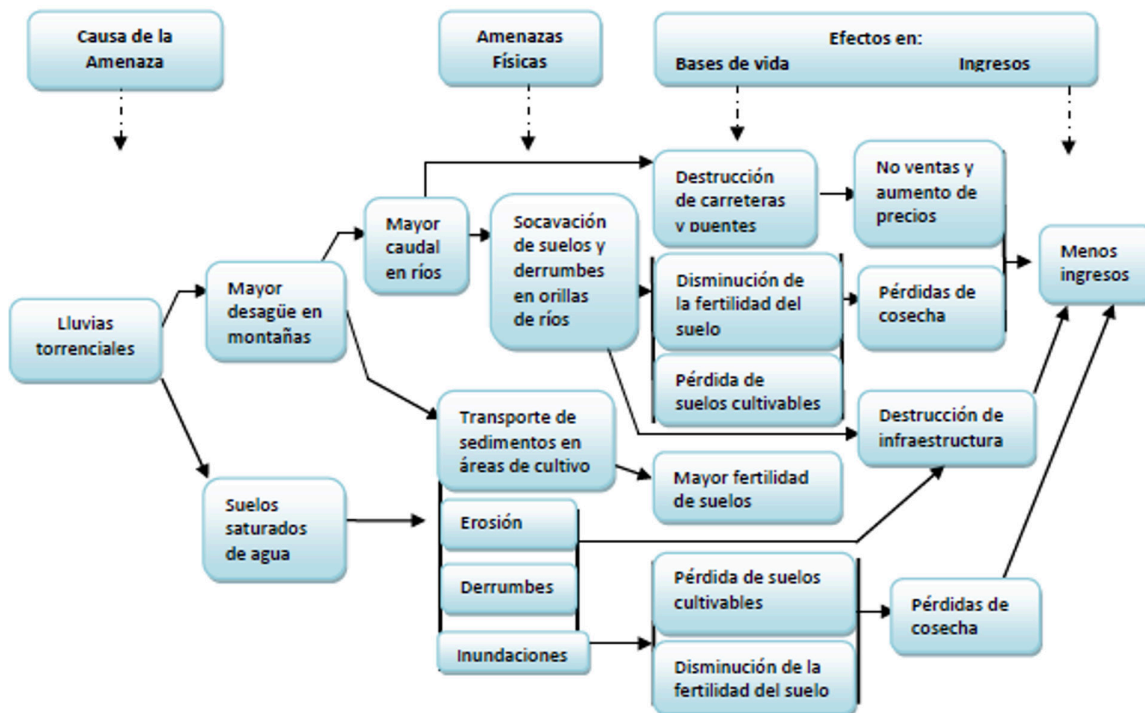 Causa de la
Amenaza
Amenazas
Físicas
Efectos en:
Bases de vida Ingresos
Lluvias
torrenciales
Mayor
desagüe en
montañas
Suelos
saturados
de agua
Mayor
caudal
en ríos
Socavación
de suelos y
derrumbes
en orillas
de ríos
Transporte de
sedimentos en
áreas de cultivo
Erosión
Derrumbes
Inundaciones
Destrucción
de carreteras
y puentes
Disminución de
la fertilidad del
suelo
Pérdida de
suelos cultivables
Mayor fertilidad
de suelos
Pérdida de suelos
cultivables
Disminución de la
fertilidad del suelo
No ventas y
aumento de
precios
Pérdidas de
cosecha
Destrucción de
infraestructura
Pérdidas de
cosecha
Menos
ingresos